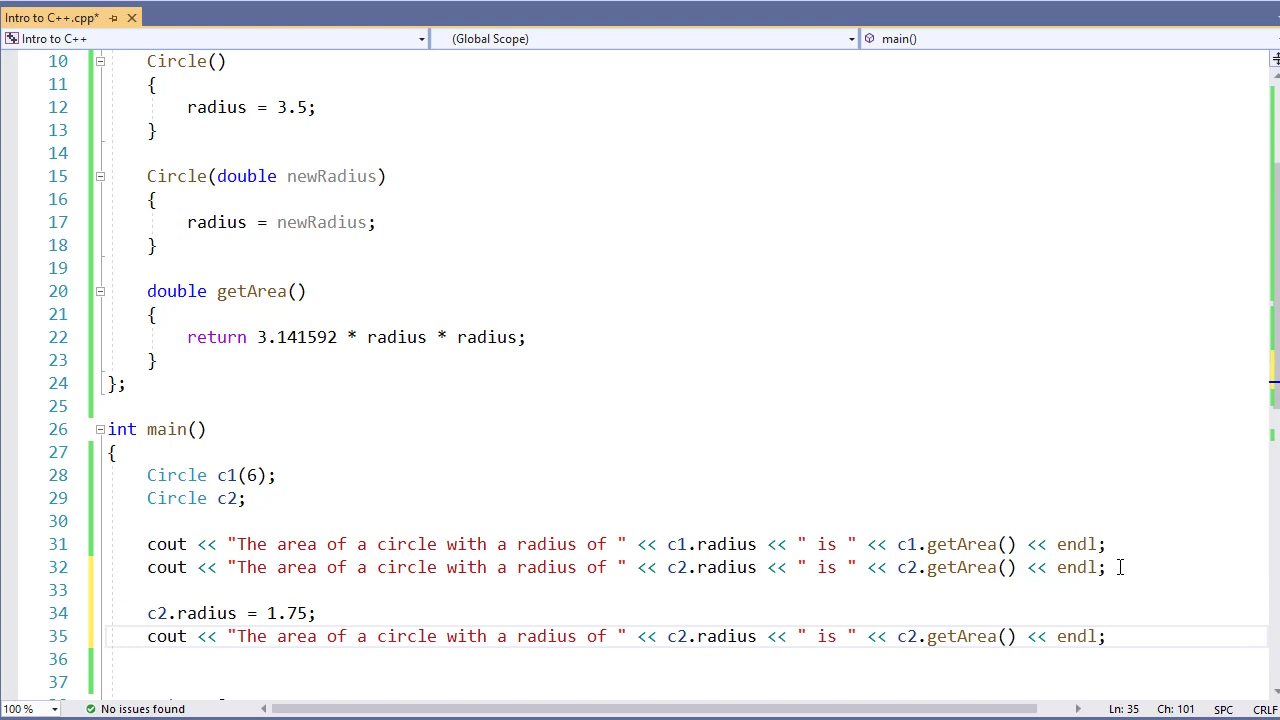 Intro to C++.cpp*
Intro to C++ (Global Scope) main()
10 Circle()
11 {
12 radius = 3.5;
13 }
14
15 Circle(double newRadius)
16 {
17 radius = newRadius;
18 }
19
20 double getArea()
21 {
22 return 3.141592 * radius * radius;
23 }
24 };
25
26 int main()
27 {
28 Circle c1(6);
29 Circle c2;
30
31 cout << "The area of a circle with a radius of " << c1.radius << " is " << c1.getArea() << endl;
32 cout << "The area of a circle with a radius of " << c2.radius << " is " << c2.getArea() << endl;
33
34 c2.radius = 1.75;
35 cout << "The area of a circle with a radius of " << c2.radius << " is " << c2.getArea() << endl;
36
37
100 % No issues found Ln: 35 Ch: 101 SPC CRLF